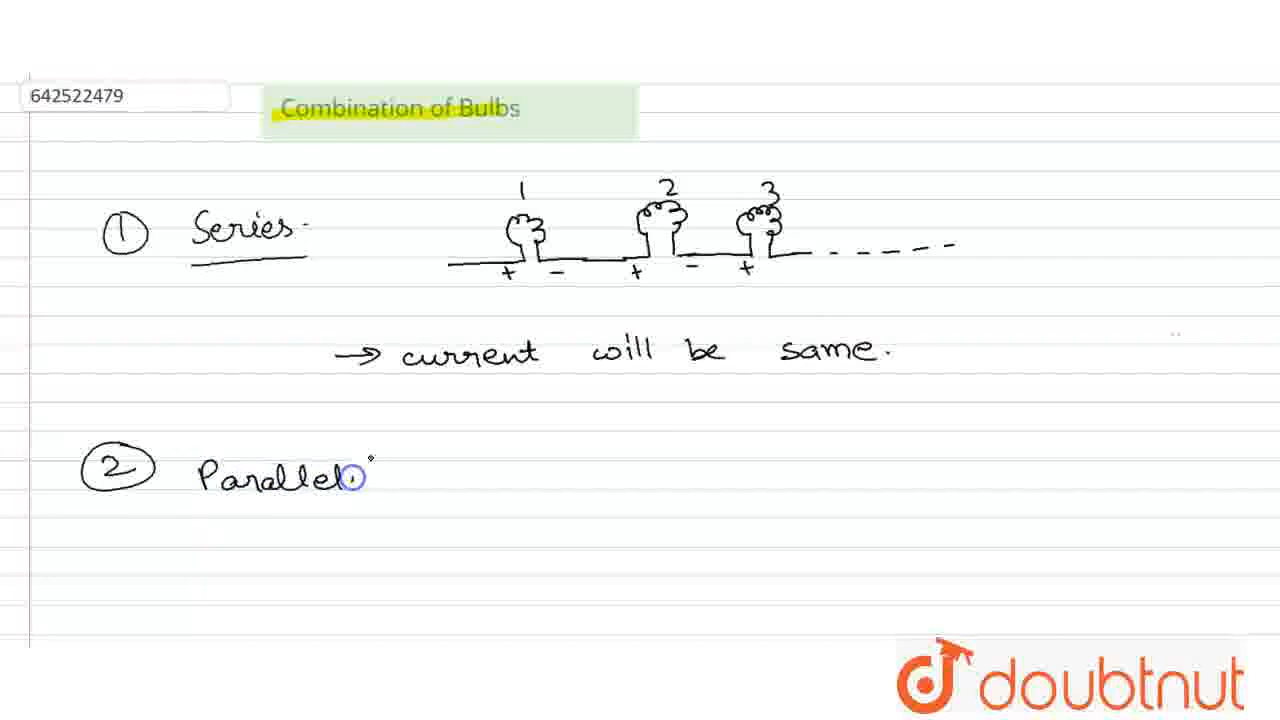 642522479
Combination of Bulbs
1 Series.
1 2 3
+ - + - +
→ current will be same.
2 Parallel.
doubtnut